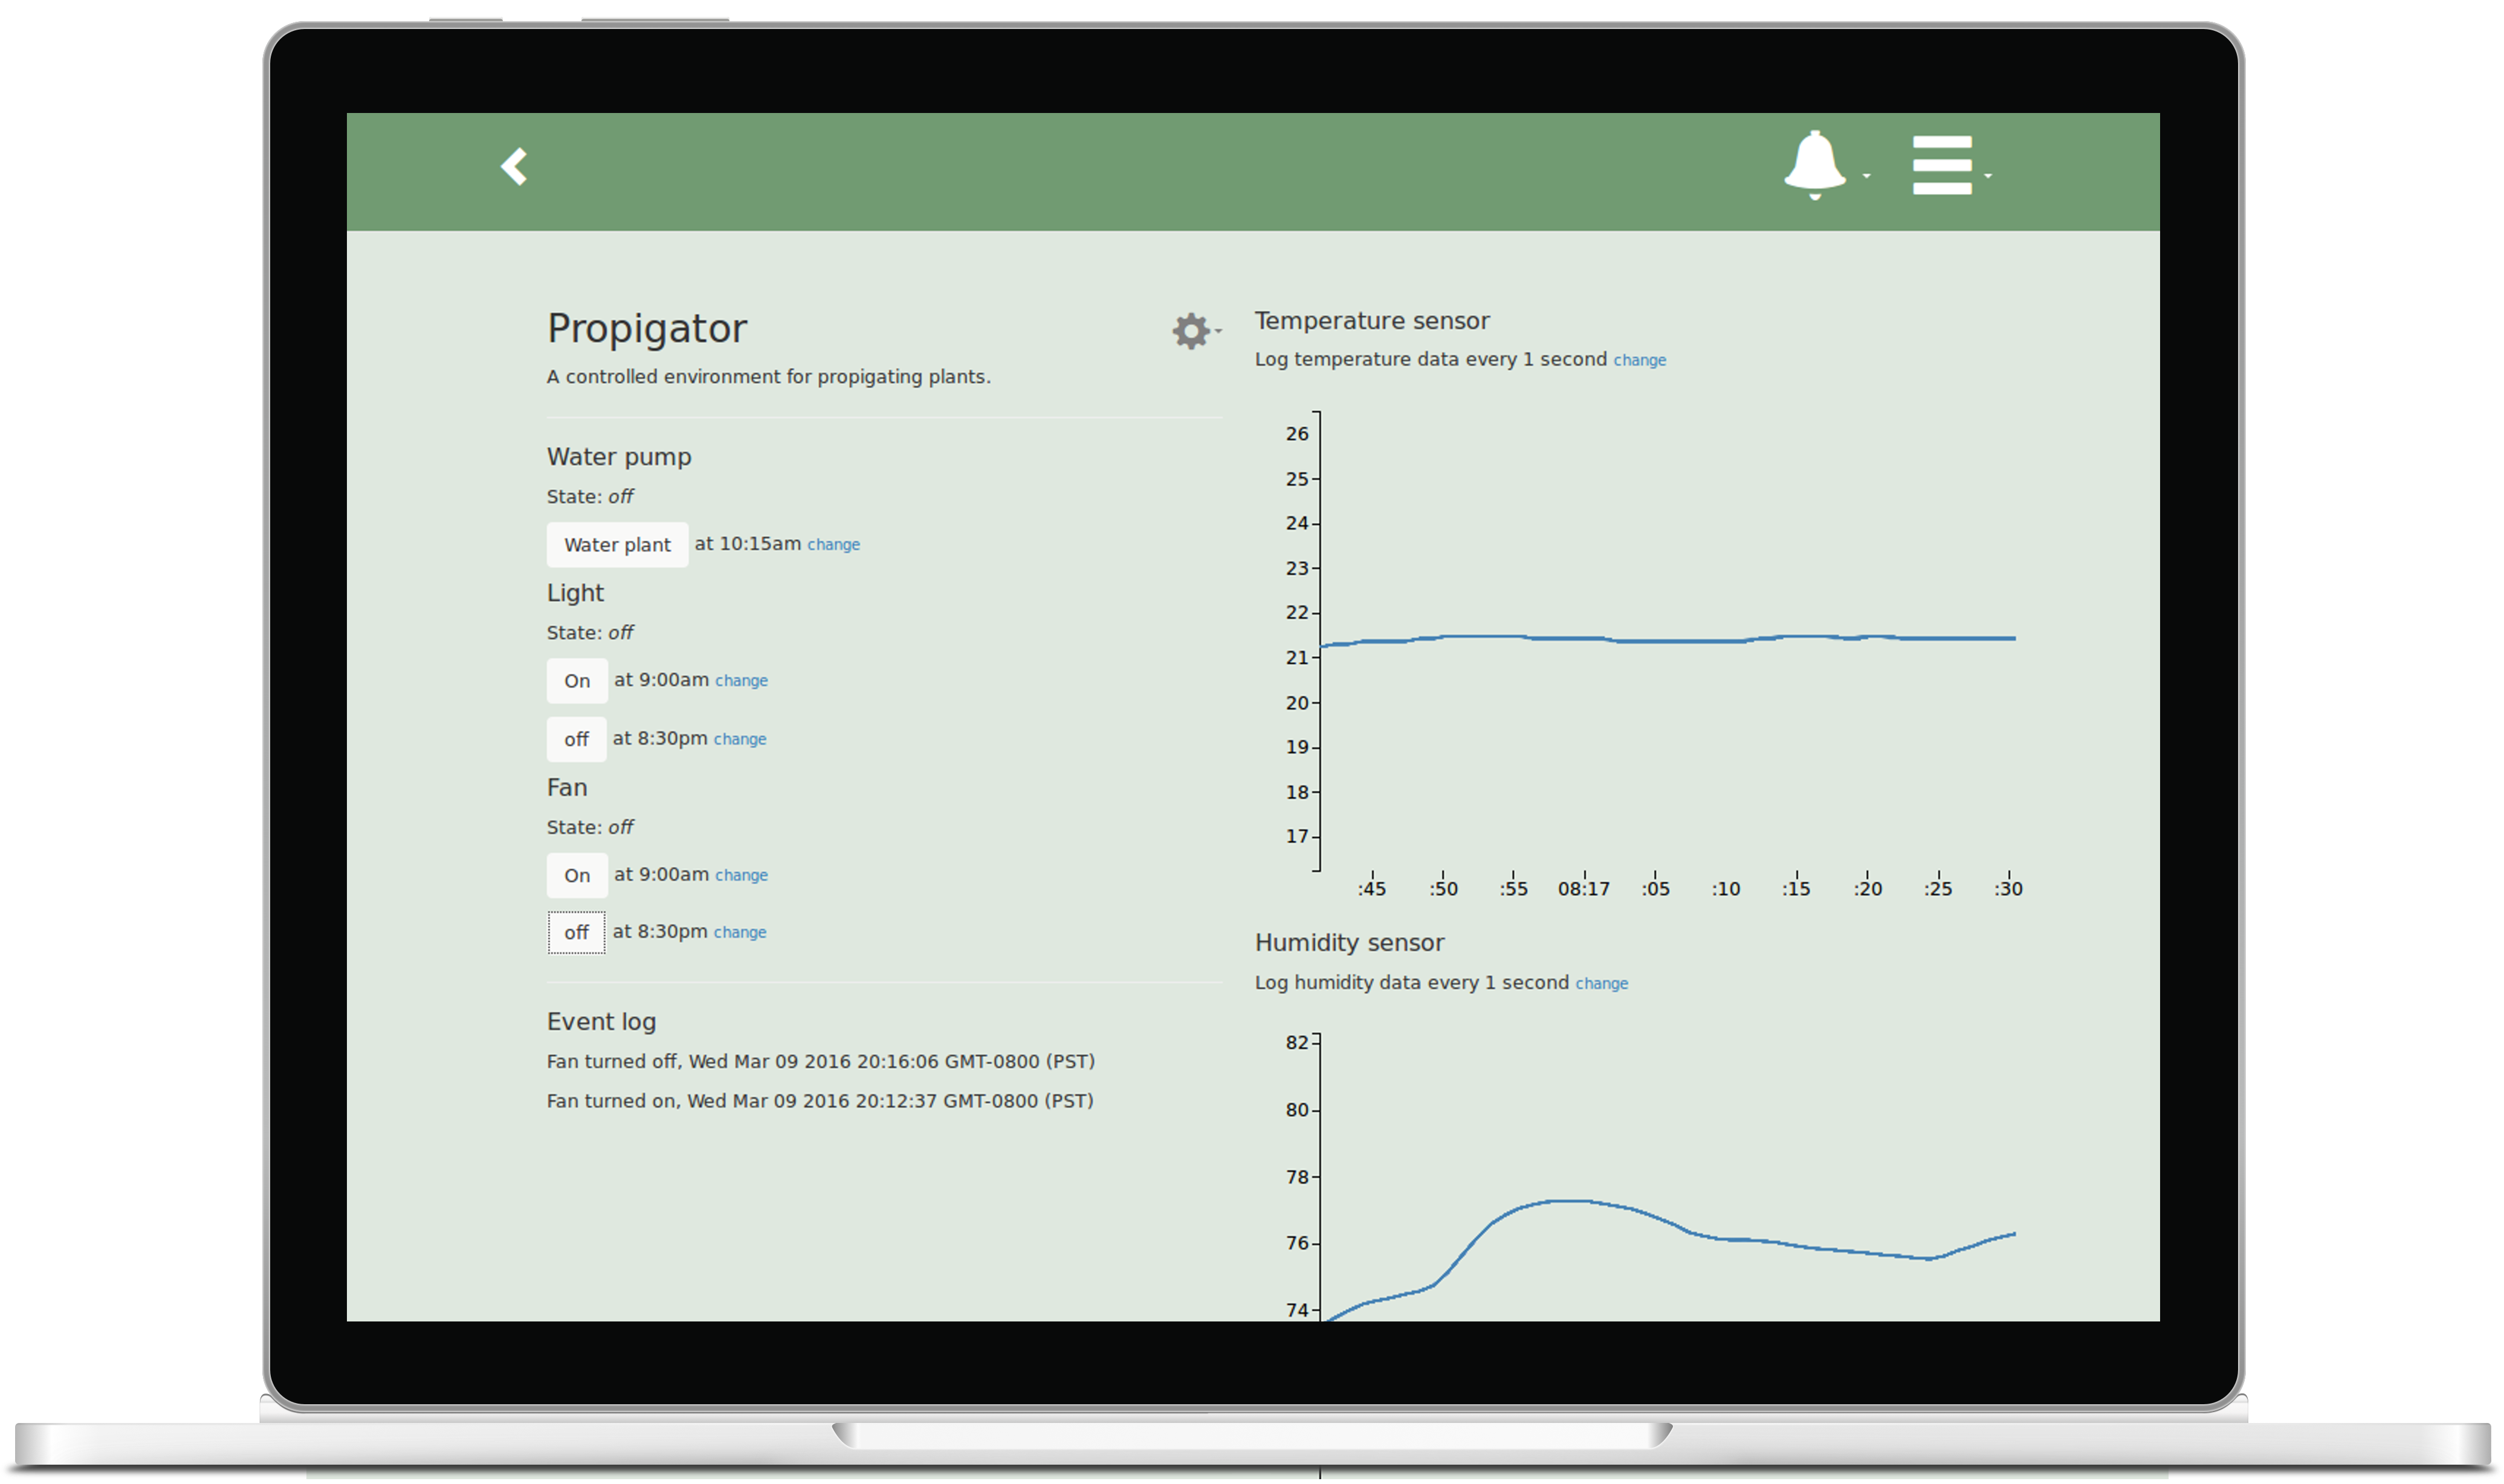 Propigator
A controlled environment for propigating plants.
Water pump
State: off
Water plant at 10:15am change
Light
State: off
On at 9:00am change
off at 8:30pm change
Fan
State: off
On at 9:00am change
off at 8:30pm change
Event log
Fan turned off, Wed Mar 09 2016 20:16:06 GMT-0800 (PST)
Fan turned on, Wed Mar 09 2016 20:12:37 GMT-0800 (PST)
Temperature sensor
Log temperature data every 1 second change
26
25
24
23
22
21
20
19
18
17
:45 :50 :55 08:17 :05 :10 :15 :20 :25 :30
Humidity sensor
Log humidity data every 1 second change
82
80
78
76
74